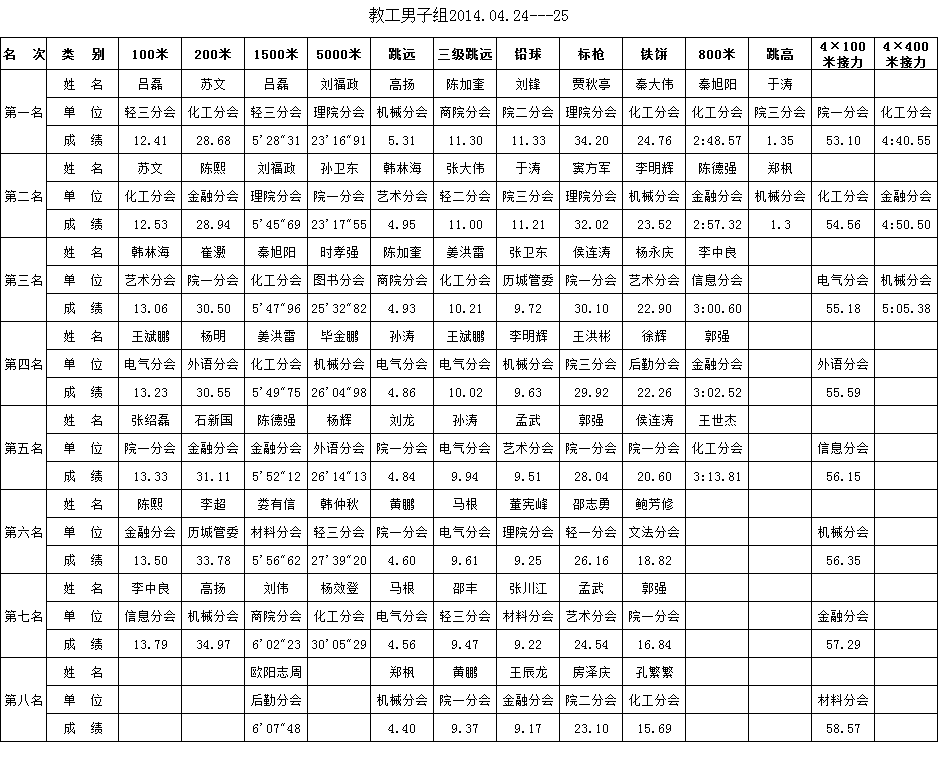 教工男子组2014.04.24---25
名 次 类 别 100米 200米 1500米 5000米 跳远 三级跳远 铅球 标枪 铁饼 800米 跳高 4×100米接力 4×400米接力
第一名 姓 名 吕磊 苏文 吕磊 刘福政 高扬 陈加奎 刘锋 贾秋亭 秦大伟 秦旭阳 于涛
单 位 轻三分会 化工分会 轻三分会 理院分会 机械分会 商院分会 院二分会 理院分会 化工分会 化工分会 院三分会 院一分会 化工分会
成 绩 12.41 28.68 5'28"31 23'16"91 5.31 11.30 11.33 34.20 24.76 2:48.57 1.35 53.10 4:40.55
第二名 姓 名 苏文 陈熙 刘福政 孙卫东 韩林海 张大伟 于涛 窦方军 李明辉 陈德强 郑枫
单 位 化工分会 金融分会 理院分会 院一分会 艺术分会 轻二分会 院三分会 理院分会 机械分会 金融分会 机械分会 化工分会 金融分会
成 绩 12.53 28.94 5'45"69 23'17"55 4.95 11.00 11.21 32.02 23.52 2:57.32 1.3 54.56 4:50.50
第三名 姓 名 韩林海 崔灏 秦旭阳 时孝强 陈加奎 姜洪雷 张卫东 侯连涛 杨永庆 李中良
单 位 艺术分会 院一分会 化工分会 图书分会 商院分会 化工分会 历城管委 院一分会 艺术分会 信息分会 电气分会 机械分会
成 绩 13.06 30.50 5'47"96 25'32"82 4.93 10.21 9.72 30.10 22.90 3:00.60 55.18 5:05.38
第四名 姓 名 王斌鹏 杨明 姜洪雷 毕金鹏 孙涛 王斌鹏 李明辉 王洪彬 徐辉 郭强
单 位 电气分会 外语分会 化工分会 机械分会 电气分会 电气分会 机械分会 院三分会 后勤分会 金融分会 外语分会
成 绩 13.23 30.55 5'49"75 26'04"98 4.86 10.02 9.63 29.92 22.26 3:02.52 55.59
第五名 姓 名 张绍磊 石新国 陈德强 杨辉 刘龙 孙涛 孟武 郭强 侯连涛 王世杰
单 位 院一分会 金融分会 金融分会 外语分会 院一分会 电气分会 艺术分会 院一分会 院一分会 化工分会 信息分会
成 绩 13.33 31.11 5'52"12 26'14"13 4.84 9.94 9.51 28.04 20.60 3:13.81 56.15
第六名 姓 名 陈熙 李超 娄有信 韩仲秋 黄鹏 马根 董宪峰 邵志勇 鲍芳修
单 位 金融分会 历城管委 材料分会 轻三分会 院一分会 电气分会 理院分会 轻一分会 文法分会 机械分会
成 绩 13.50 33.78 5'56"62 27'39"20 4.60 9.61 9.25 26.16 18.82 56.35
第七名 姓 名 李中良 高扬 刘伟 杨效登 马根 邵丰 张川江 孟武 郭强
单 位 信息分会 机械分会 商院分会 化工分会 电气分会 轻三分会 材料分会 艺术分会 院一分会 金融分会
成 绩 13.79 34.97 6'02"23 30'05"29 4.56 9.47 9.22 24.54 16.84 57.29
第八名 姓 名 欧阳志周 郑枫 黄鹏 王辰龙 房泽庆 孔繁繁
单 位 后勤分会 机械分会 院一分会 金融分会 院二分会 化工分会 材料分会
成 绩 6'07"48 4.40 9.37 9.17 23.10 15.69 58.57